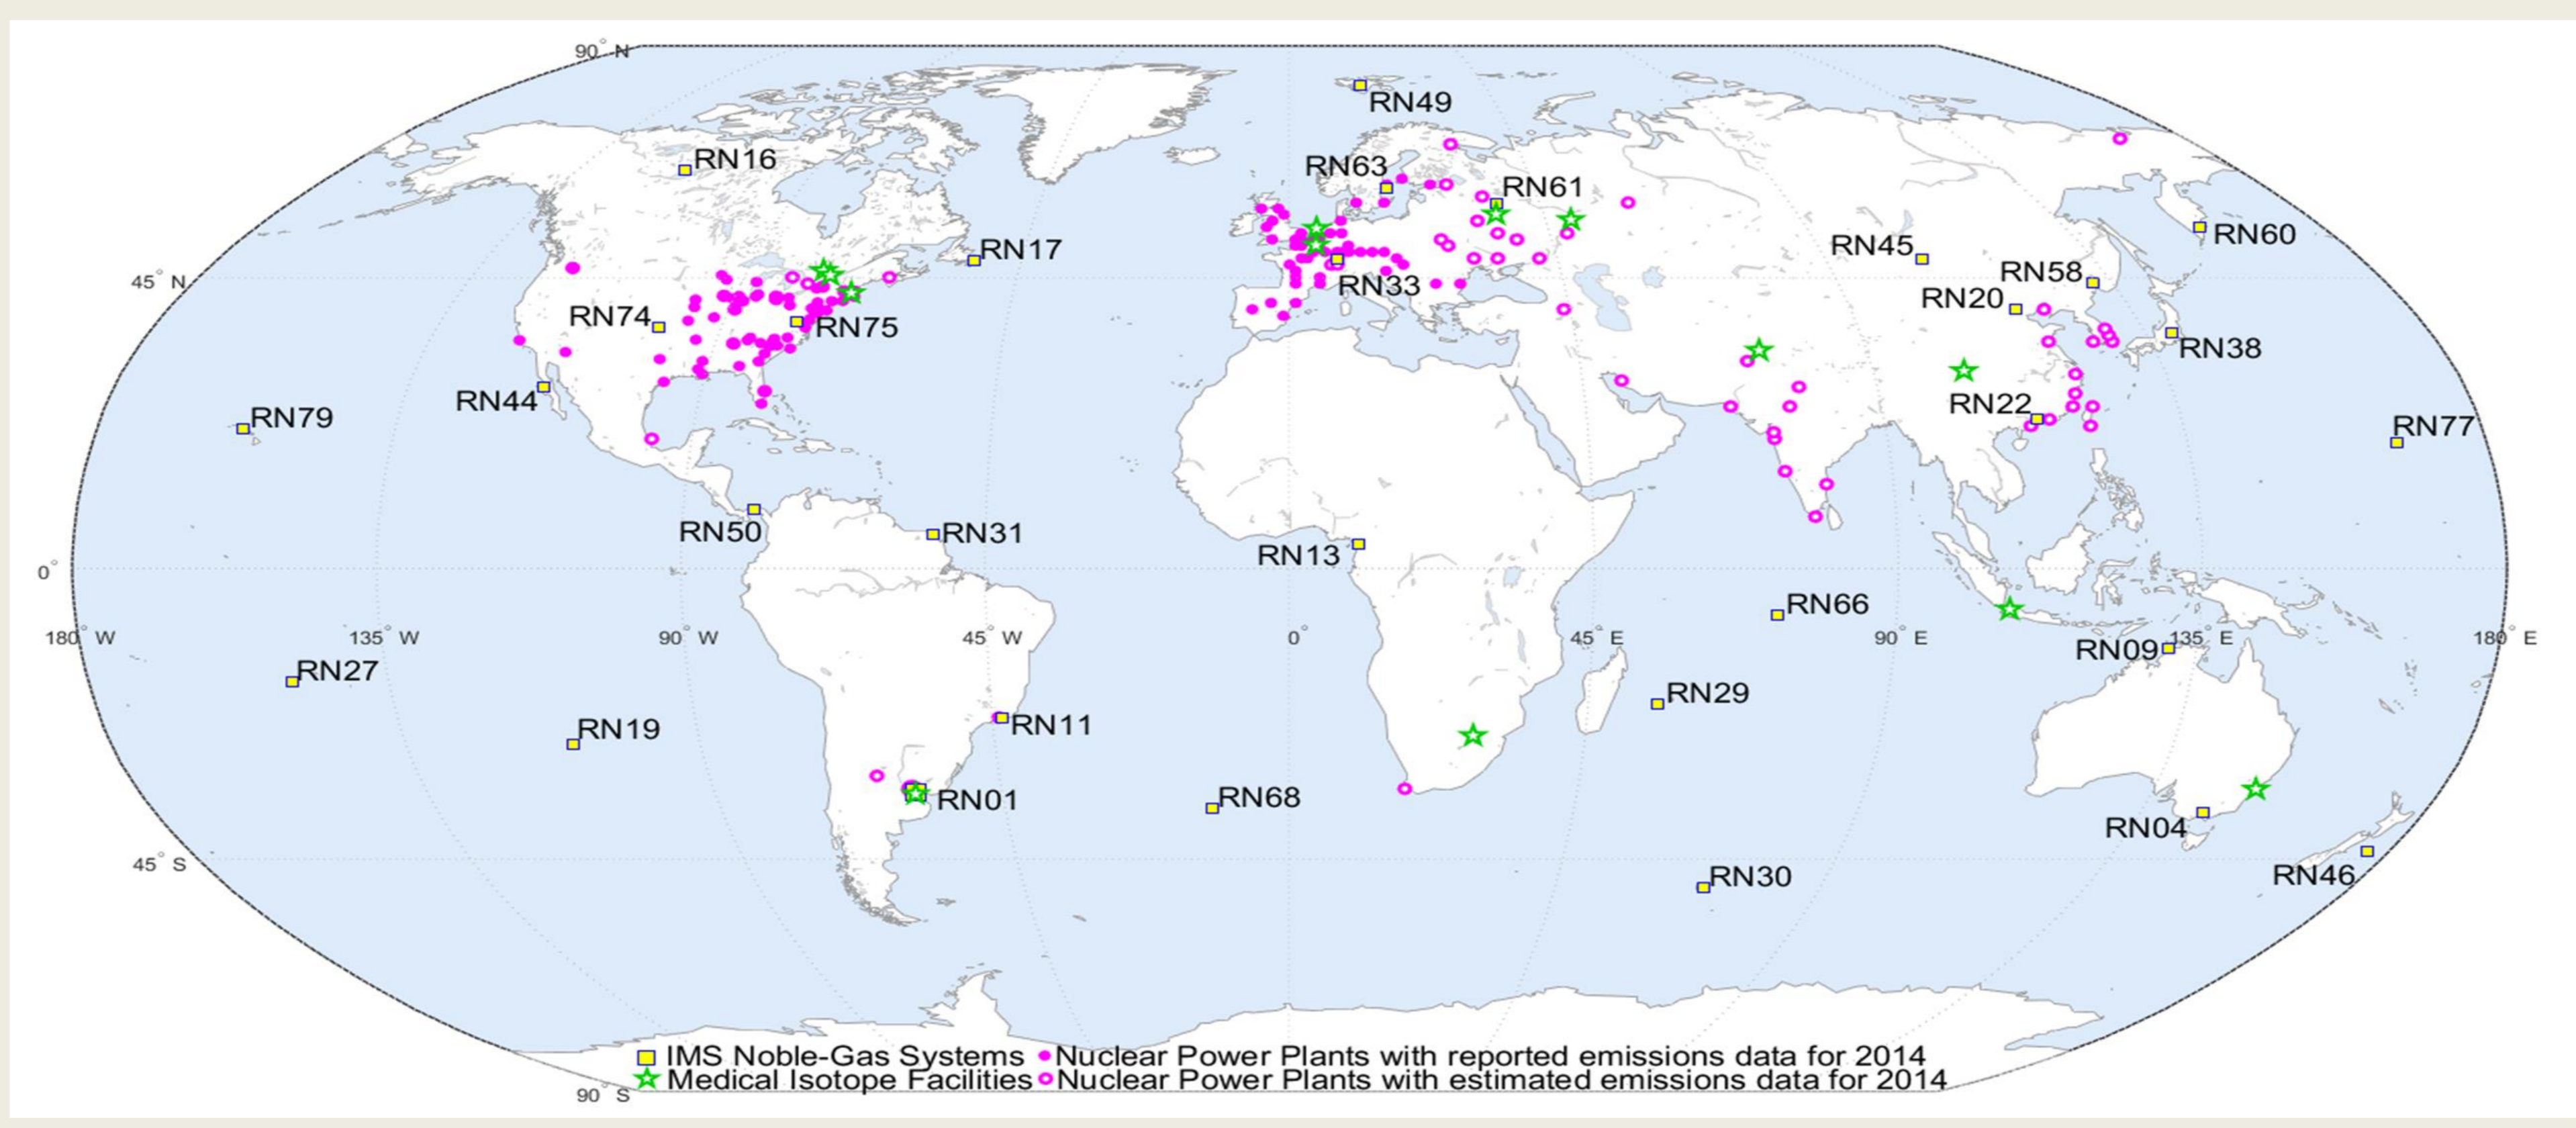 90° N
RN49
RN16
RN63
RN61
RN17
RN60
RN45
RN58
45° N
RN33
RN20
RN74
RN75
RN38
RN44
RN22
RN79
RN77
RN50
RN31
RN13
0°
RN66
180° W
135° W
90° W
45° W
0°
45° E
90° E
135° E
180° E
RN09
RN27
RN29
RN19
RN11
RN68
RN01
RN04
45° S
RN30
RN46
IMS Noble-Gas Systems
Nuclear Power Plants with reported emissions data for 2014
Medical Isotope Facilities
Nuclear Power Plants with estimated emissions data for 2014
90° S